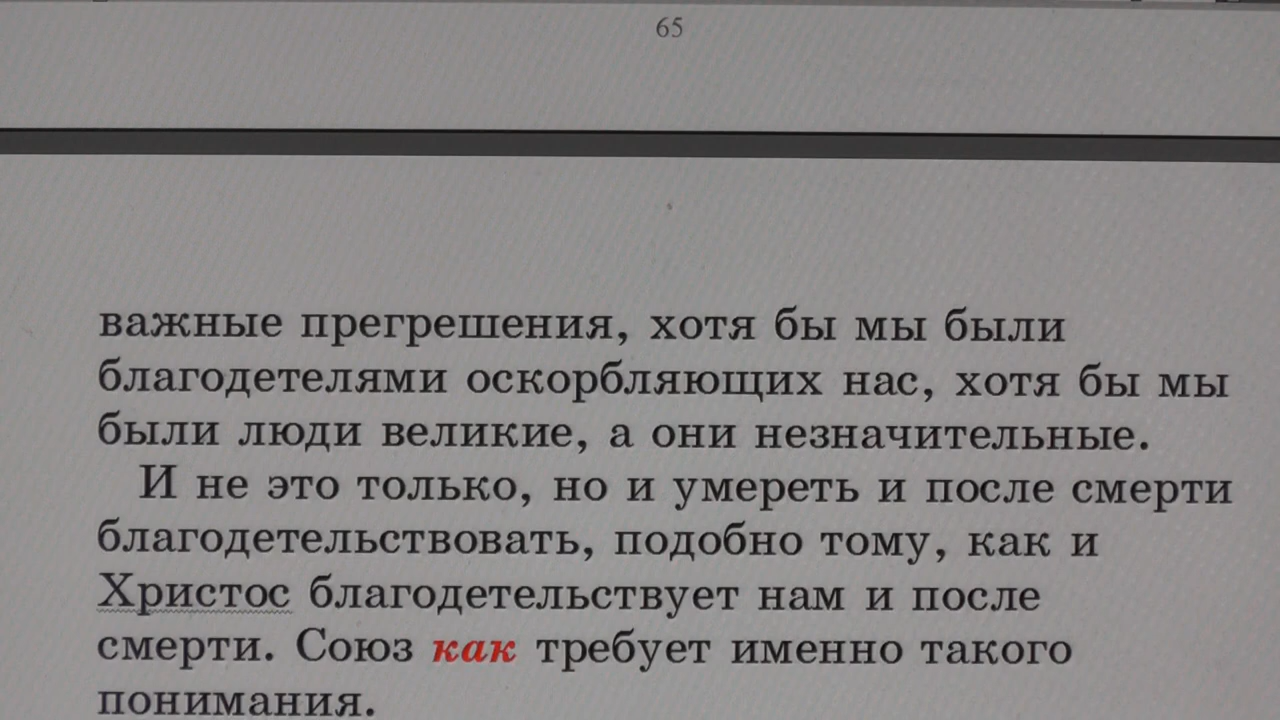 65
важные прегрешения, хотя бы мы были
благодетелями оскорбляющих нас, хотя бы мы
были люди великие, а они незначительные.
И не это только, но и умереть и после смерти
благодетельствовать, подобно тому, как и
Христос благодетельствует нам и после
смерти. Союз как требует именно такого
понимания.